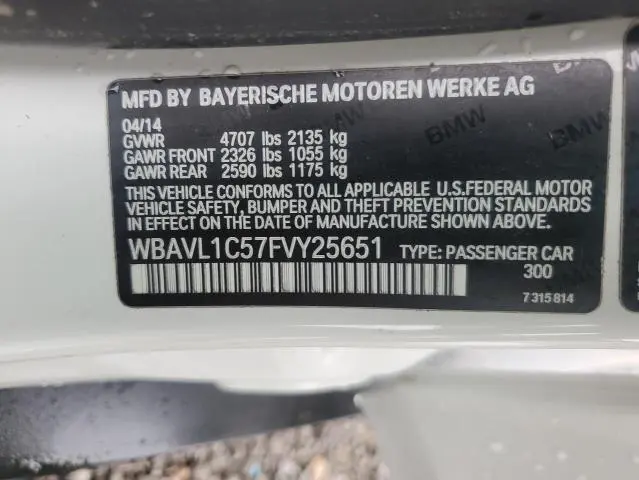 MFD BY BAYERISCHE MOTOREN WERKE AG
04/14
GVWR 4707 lbs 2135 kg
GAWR FRONT 2326 lbs 1055 kg
GAWR REAR 2590 lbs 1175 kg
THIS VEHICLE CONFORMS TO ALL APPLICABLE U.S.FEDERAL MOTOR
VEHICLE SAFETY, BUMPER AND THEFT PREVENTION STANDARDS
IN EFFECT ON THE DATE OF MANUFACTURE SHOWN ABOVE.
WBAVL1C57FVY25651 TYPE: PASSENGER CAR
300
7 315 814
BMW
BMW